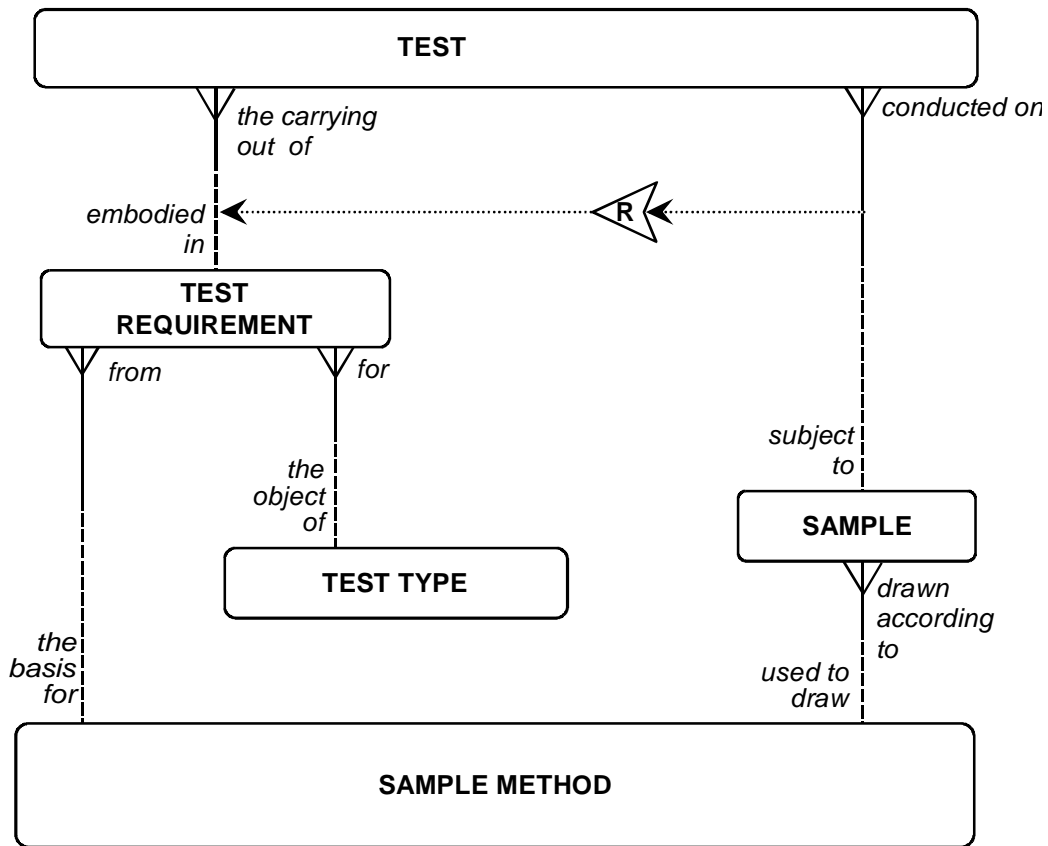 TEST
the carrying
out of
conducted on
embodied
in
R
TEST
REQUIREMENT
from
for
subject
to
the
object
of
SAMPLE
TEST TYPE
drawn
according
to
the
basis
for
used to
draw
SAMPLE METHOD